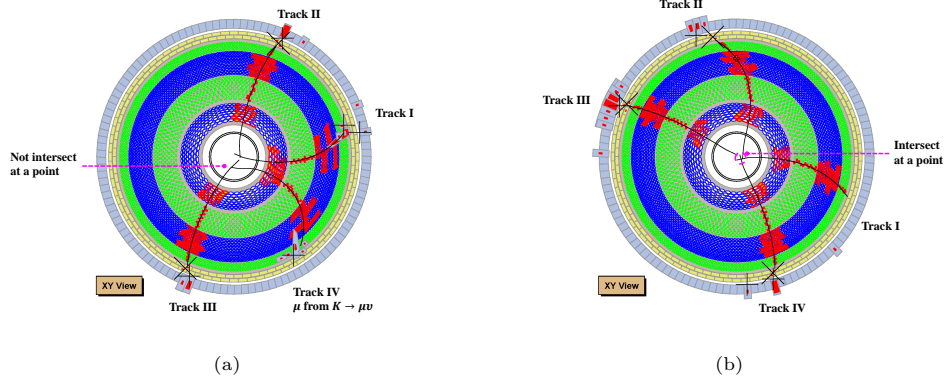 Track II
Track I
Not intersect
at a point
XY View
Track III
Track IV
μ from K → μν
(a)
Track II
Track III
Intersect
at a point
Track I
XY View
Track IV
(b)